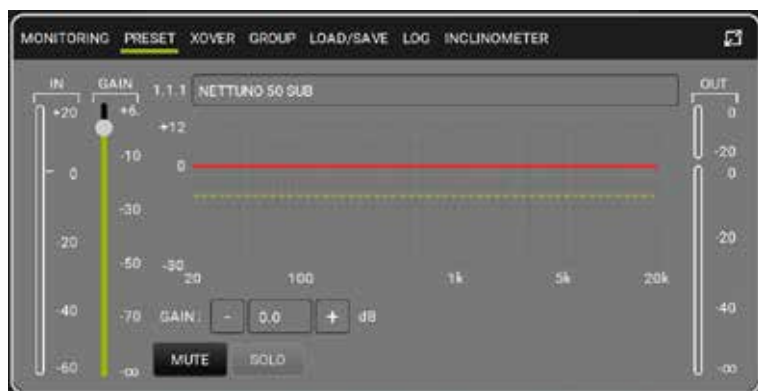 MONITORING PRESET XOVER GROUP LOAD/SAVE LOG INCLINOMETER
IN GAIN 1.1.1 NETTUNO 50 SUB OUT
+20 +6. +12 0
-10 -20
0 0 0
-30
-20 -20
-50 -30
20 100 1k 5k 20k
-40 -70 GAIN: - 0.0 + dB -40
MUTE SOLO
-60 -∞ -∞